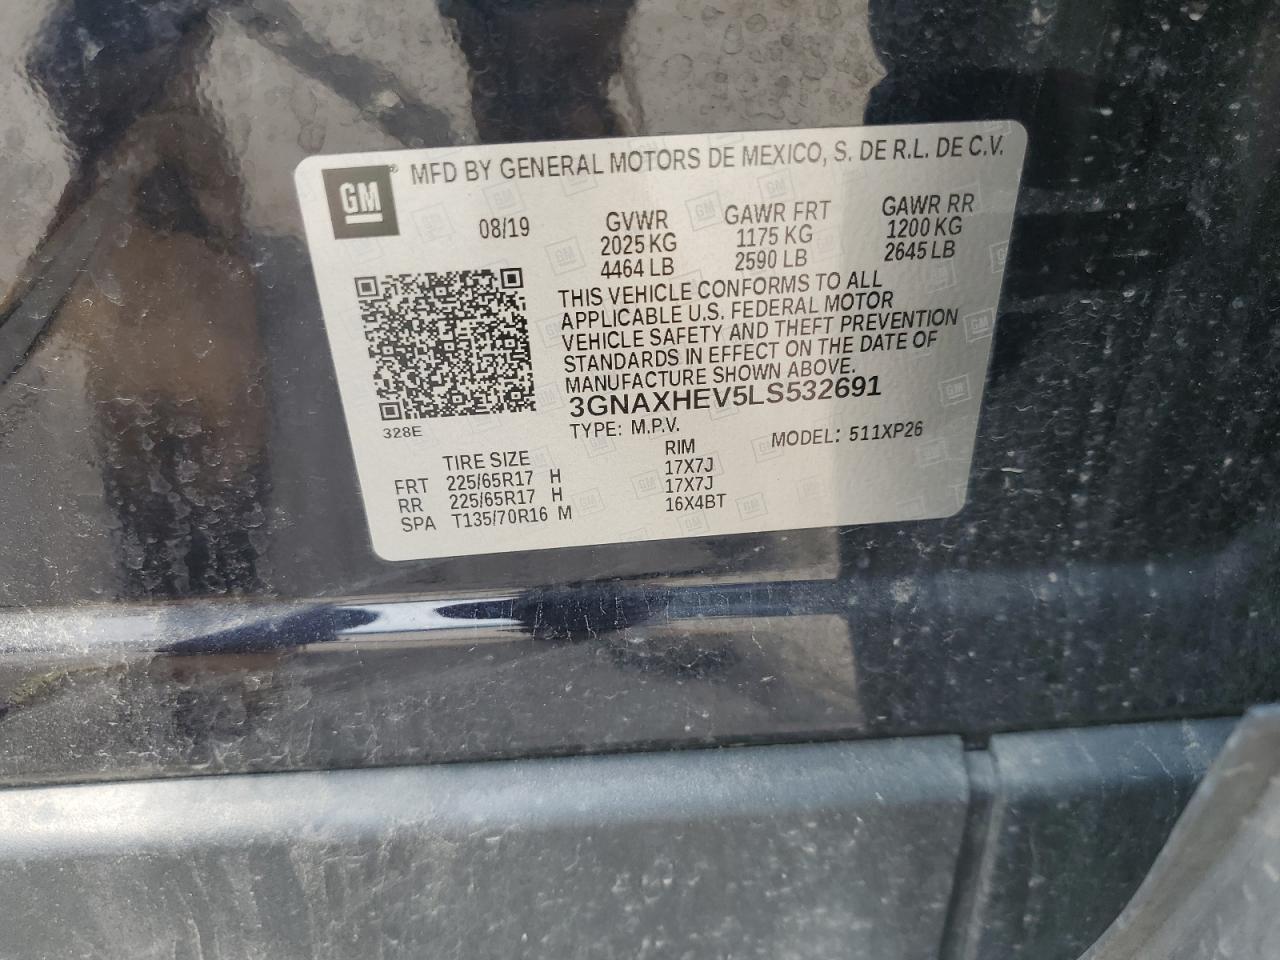 GM
MFD BY GENERAL MOTORS DE MEXICO, S. DE R.L. DE C.V.
08/19 GVWR GAWR FRT GAWR RR
2025 KG 1175 KG 1200 KG
4464 LB 2590 LB 2645 LB
THIS VEHICLE CONFORMS TO ALL
APPLICABLE U.S. FEDERAL MOTOR
VEHICLE SAFETY AND THEFT PREVENTION
STANDARDS IN EFFECT ON THE DATE OF
MANUFACTURE SHOWN ABOVE.
3GNAXHEV5LS532691
328E
TYPE: M.P.V. MODEL: 511XP26
TIRE SIZE RIM
FRT 225/65R17 H 17X7J
RR 225/65R17 H 17X7J
SPA T135/70R16 M 16X4BT